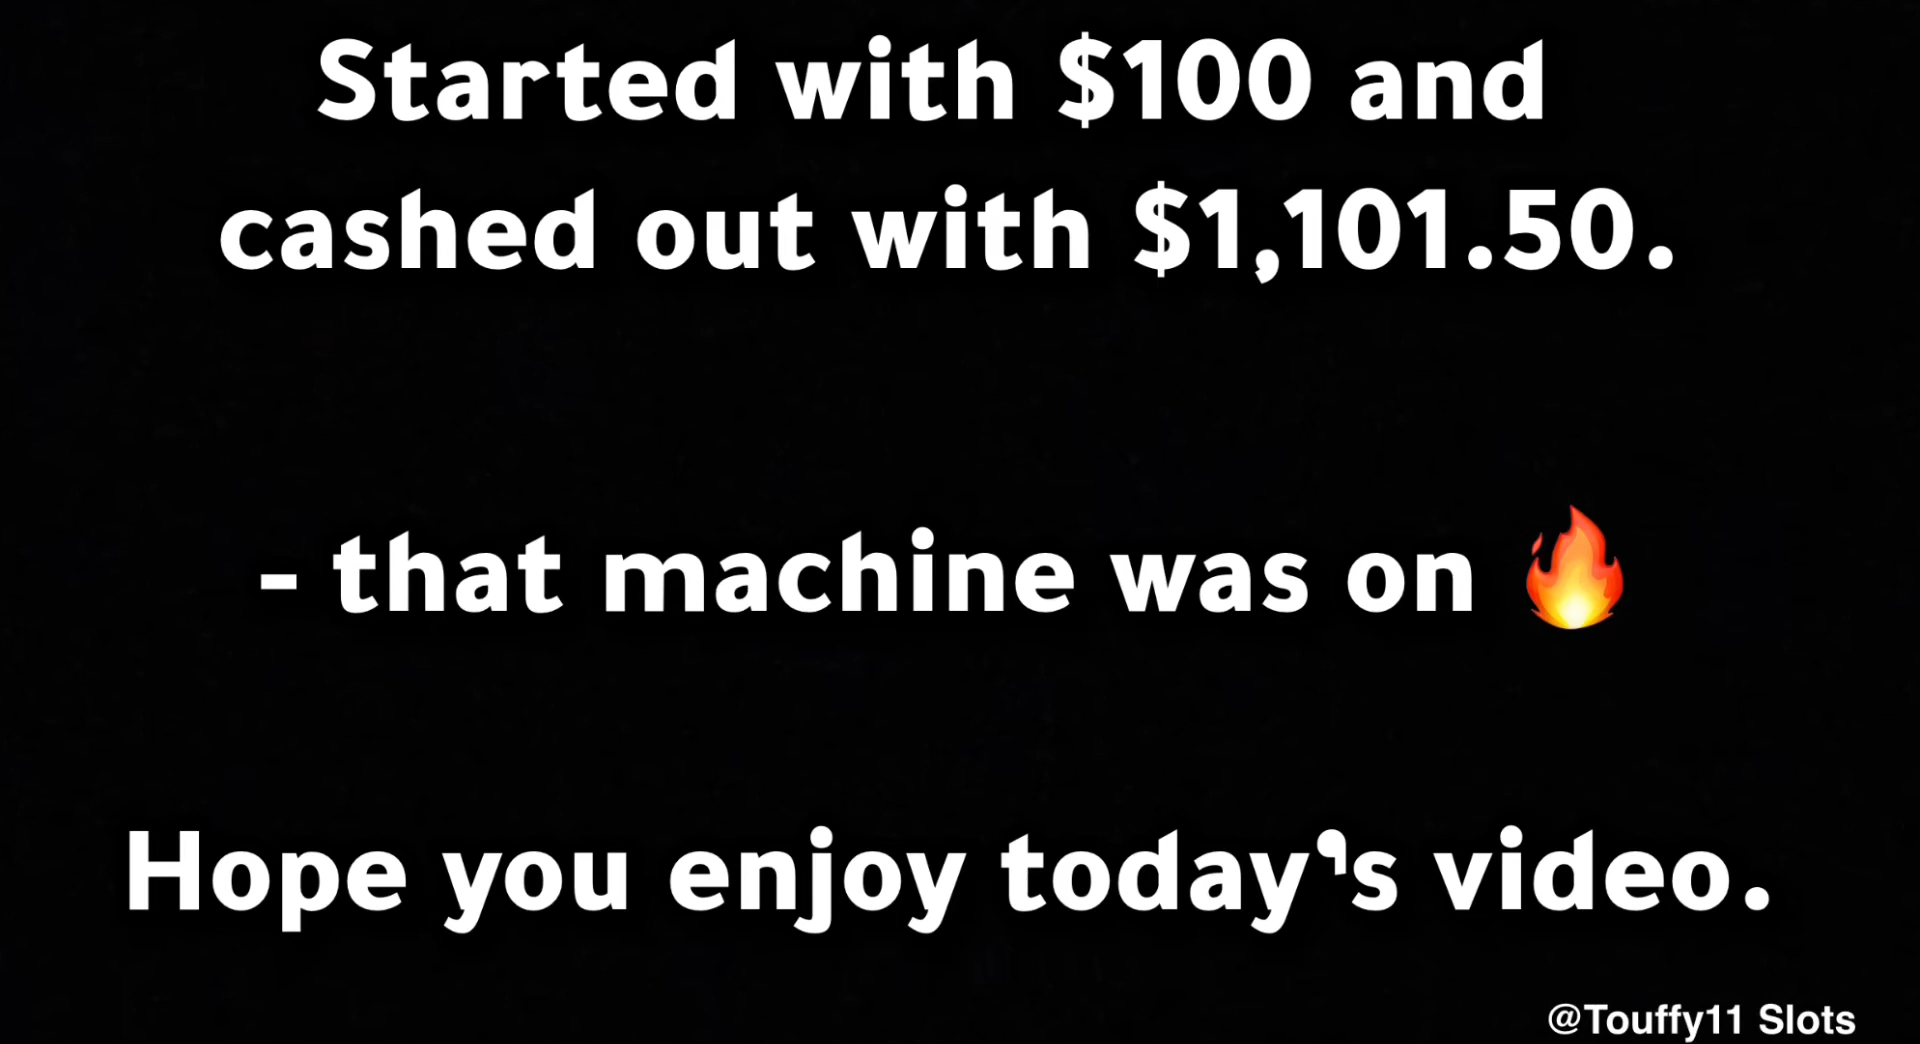 Started with $100 and
cashed out with $1,101.50.
- that machine was on 🔥
Hope you enjoy today's video.
@Touffy11 Slots